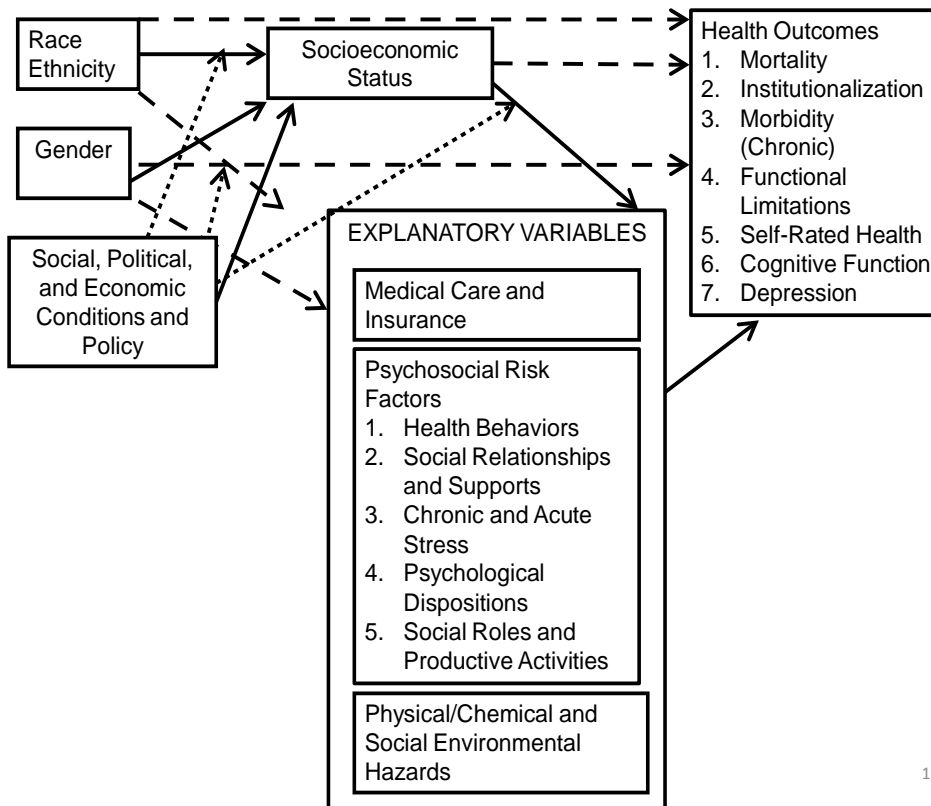 Race
Ethnicity
Socioeconomic
Status
Gender
Social, Political,
and Economic
Conditions and
Policy
Health Outcomes
1. Mortality
2. Institutionalization
3. Morbidity
(Chronic)
4. Functional
Limitations
5. Self-Rated Health
6. Cognitive Function
7. Depression
EXPLANATORY VARIABLES
Medical Care and
Insurance
Psychosocial Risk
Factors
1. Health Behaviors
2. Social Relationships
and Supports
3. Chronic and Acute
Stress
4. Psychological
Dispositions
5. Social Roles and
Productive Activities
Physical/Chemical and
Social Environmental
Hazards
1